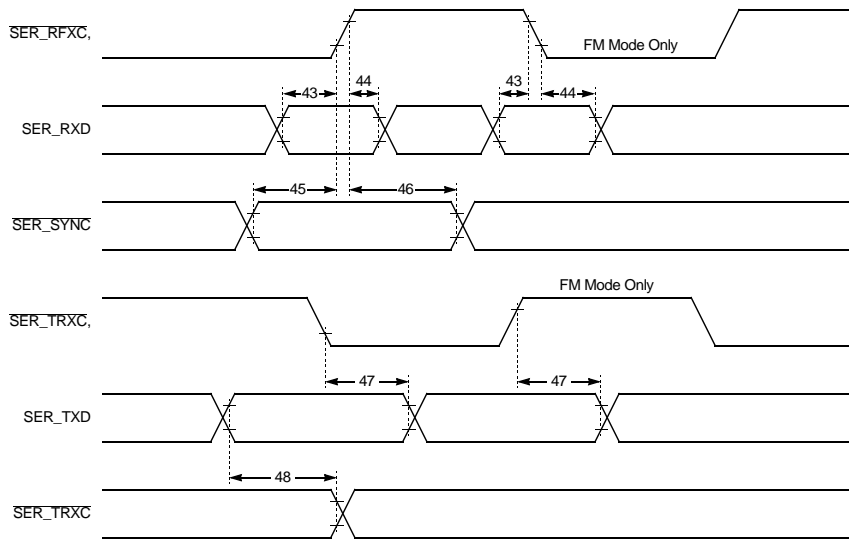 SER_RFXC,
FM Mode Only
43
44
43
44
SER_RXD
45
46
SER_SYNC
FM Mode Only
SER_TRXC,
47
47
SER_TXD
48
SER_TRXC